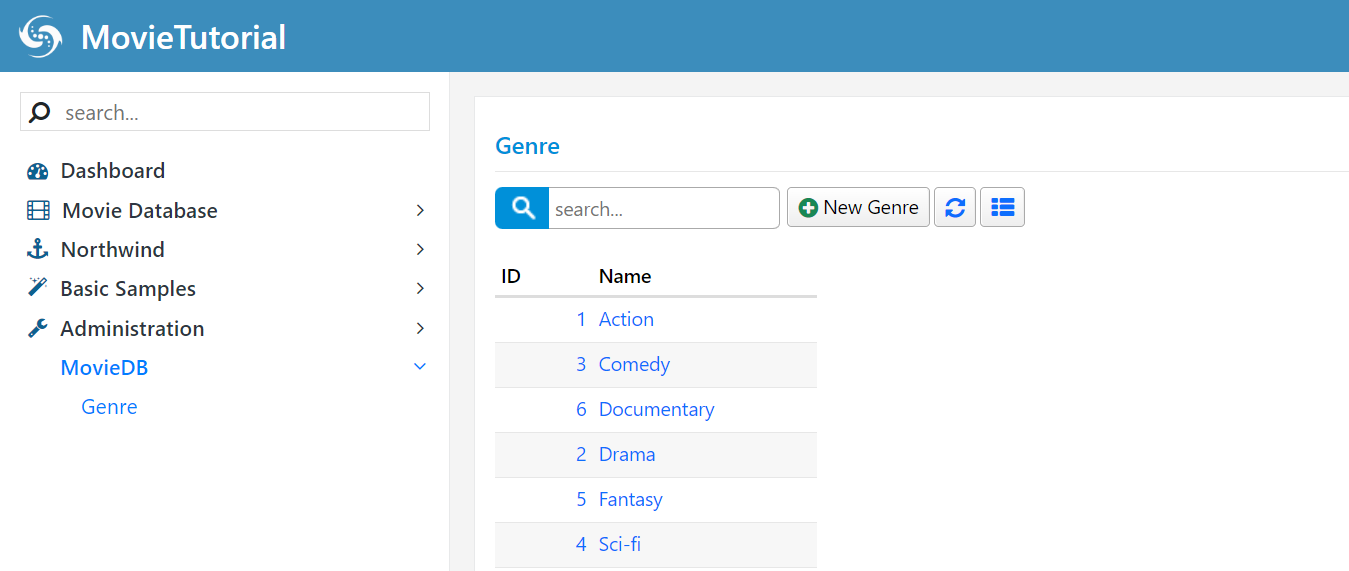 MovieTutorial
search...
Dashboard
Movie Database
Northwind
Basic Samples
Administration
MovieDB
Genre
Genre
search...
New Genre
ID Name
1 Action
3 Comedy
6 Documentary
2 Drama
5 Fantasy
4 Sci-fi